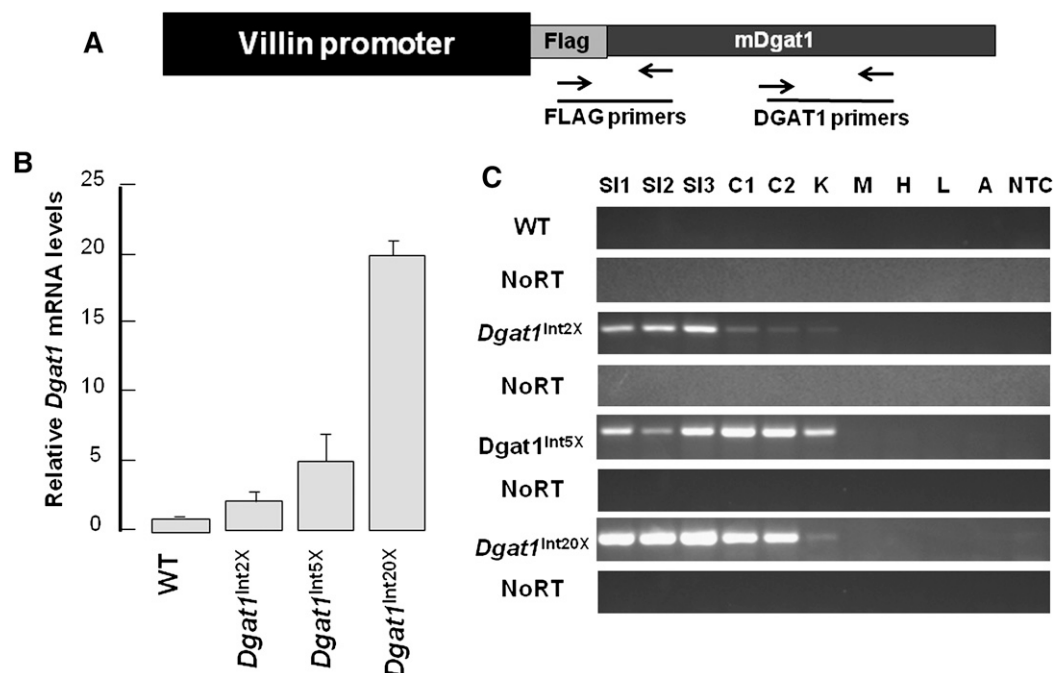 A
Villin promoter
Flag
mDgat1
FLAG primers
DGAT1 primers
B
Relative Dgat1 mRNA levels
25
20
15
10
5
0
WT
Dgat1Int2X
Dgat1Int5X
Dgat1Int20X
C
SI1 SI2 SI3 C1 C2 K M H L A NTC
WT
NoRT
Dgat1Int2X
NoRT
Dgat1Int5X
NoRT
Dgat1Int20X
NoRT